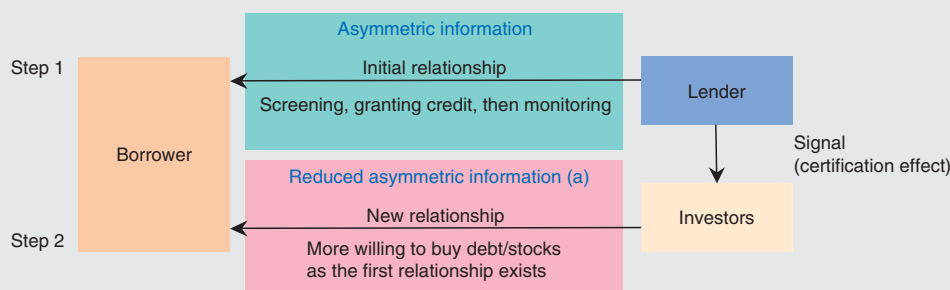 Asymmetric information
Step 1
Initial relationship
Lender
Screening, granting credit, then monitoring
Borrower
Signal
(certification effect)
Reduced asymmetric information (a)
New relationship
Investors
Step 2
More willing to buy debt/stocks
as the first relationship exists